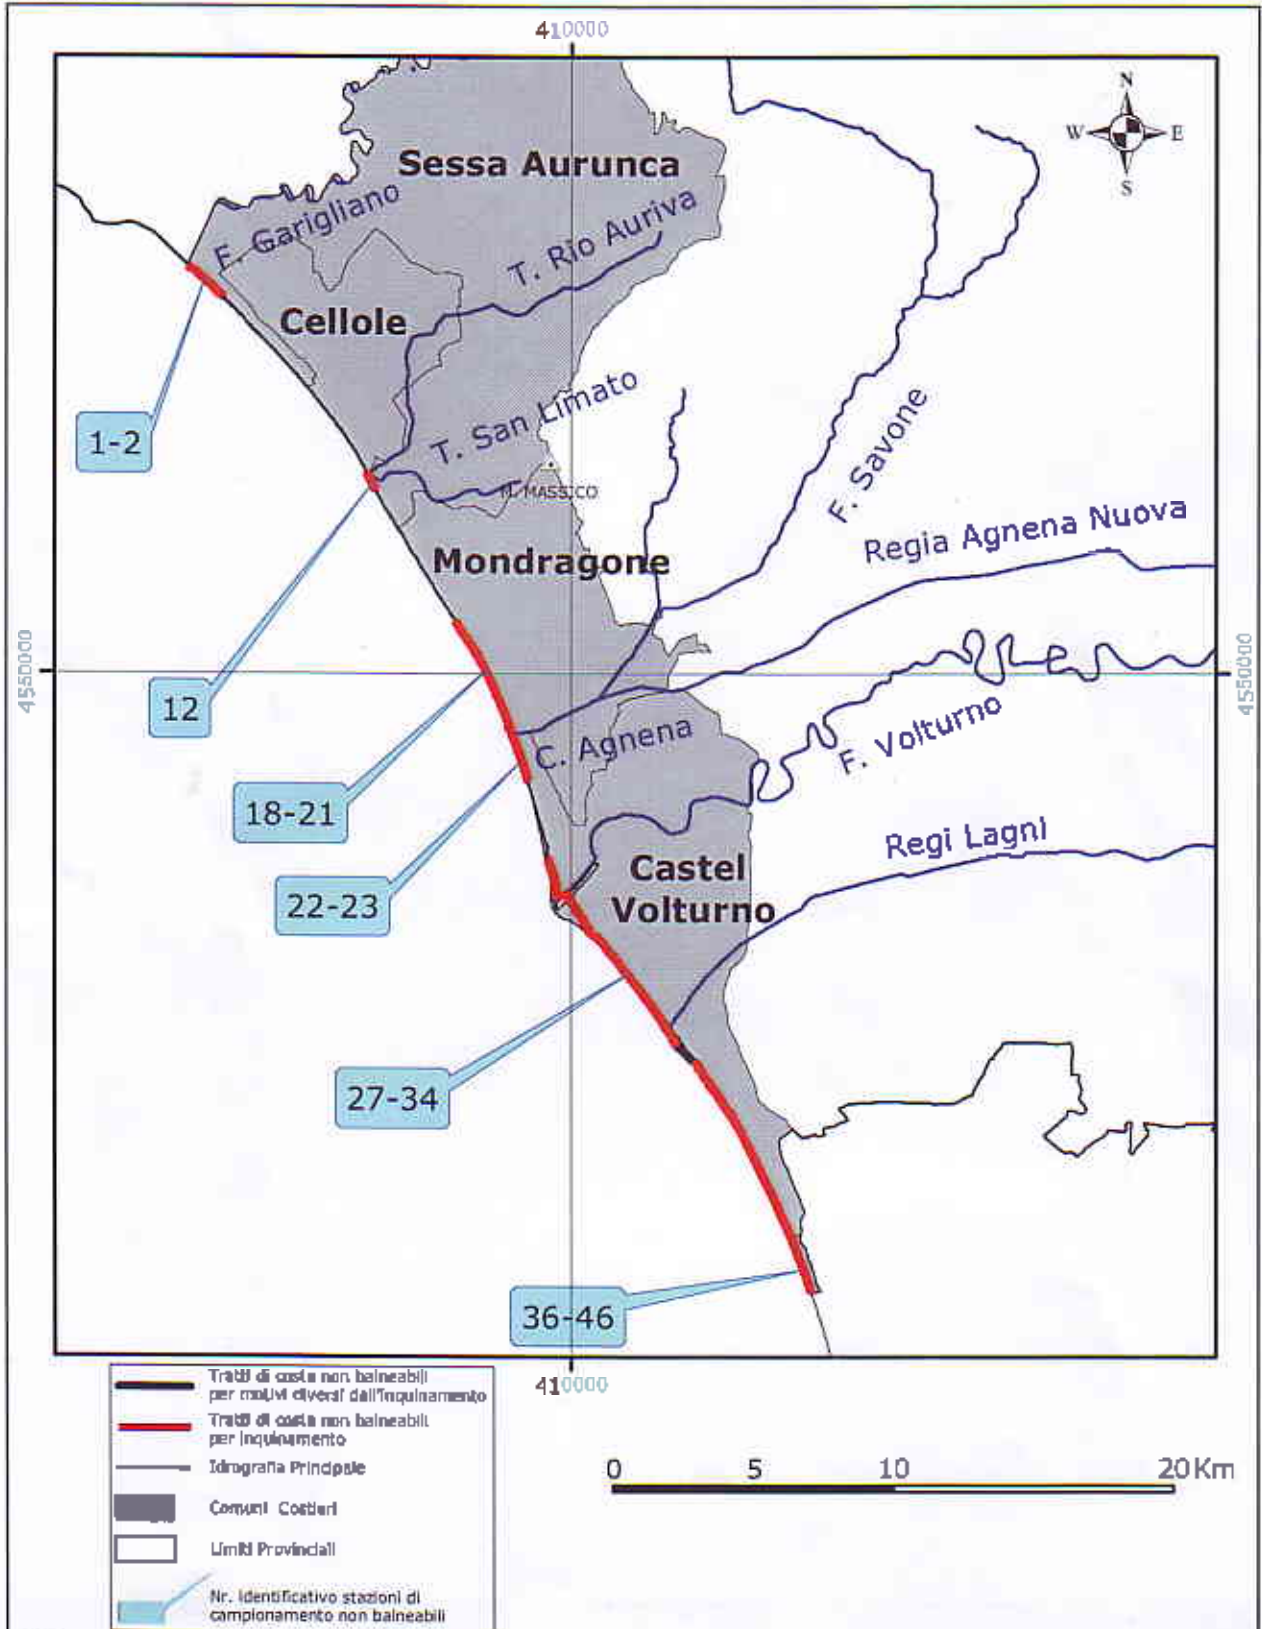 410000
N
W E
S
Sessa Aurunca
F. Garigliano
T. Rio Auriva
Cellole
1-2
T. San Limato
M. MASSICO
F. Savone
Regia Agnena Nuova
Mondragone
4550000
4550000
12
C. Agnena
F. Volturno
18-21
Regi Lagni
22-23
Castel
Volturno
27-34
36-46
410000
Tratti di costa non balneabili
per motivi diversi dall'inquinamento
Tratti di costa non balneabili
per inquinamento
Idrografia Principale
Comuni Costieri
Limiti Provinciali
Nr. identificativo stazioni di
campionamento non balneabili
0 5 10 20 Km